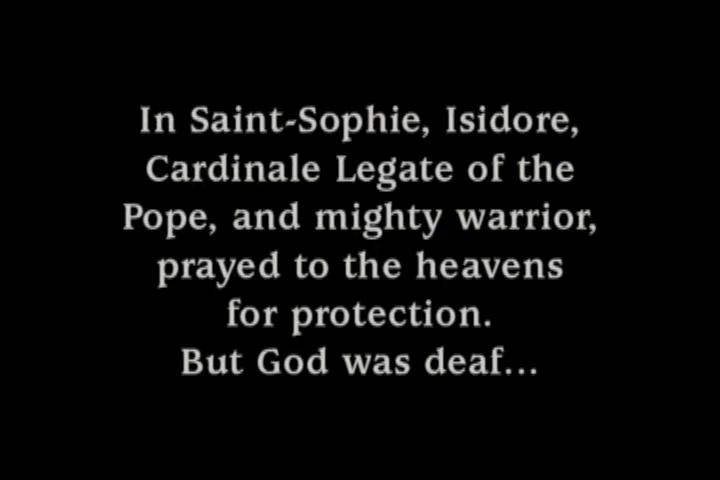 In Saint-Sophie, Isidore,
Cardinale Legate of the
Pope, and mighty warrior,
prayed to the heavens
for protection.
But God was deaf...